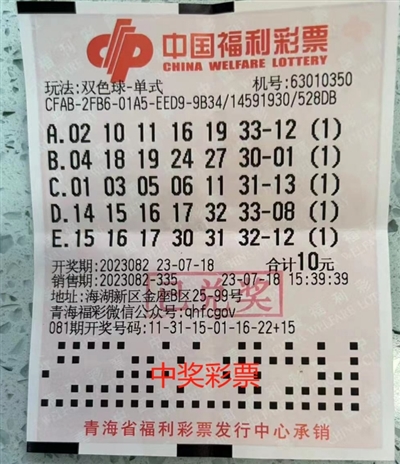 中国福利彩票
CHINA WELFARE LOTTERY
玩法:双色球-单式 机号:63010350
CFAB-2FB6-01A5-EED9-9B34/14591930/528DB
A.02 10 11 16 19 33-12 (1)
B.04 18 19 24 27 30-01 (1)
C.01 03 05 06 11 31-13 (1)
D.14 15 16 17 32 33-08 (1)
E.15 16 17 30 31 32-12 (1)
开奖期:2023082 23-07-18 合计10元
销售期:2023082-335 23-07-18 15:39:39
已兑奖
地址:海湖新区金座B区25-99号
青海福彩微信公众号:qhfcgov
081期开奖号码:11-31-15-01-16-22+15
中奖彩票
青海省福利彩票发行中心承销